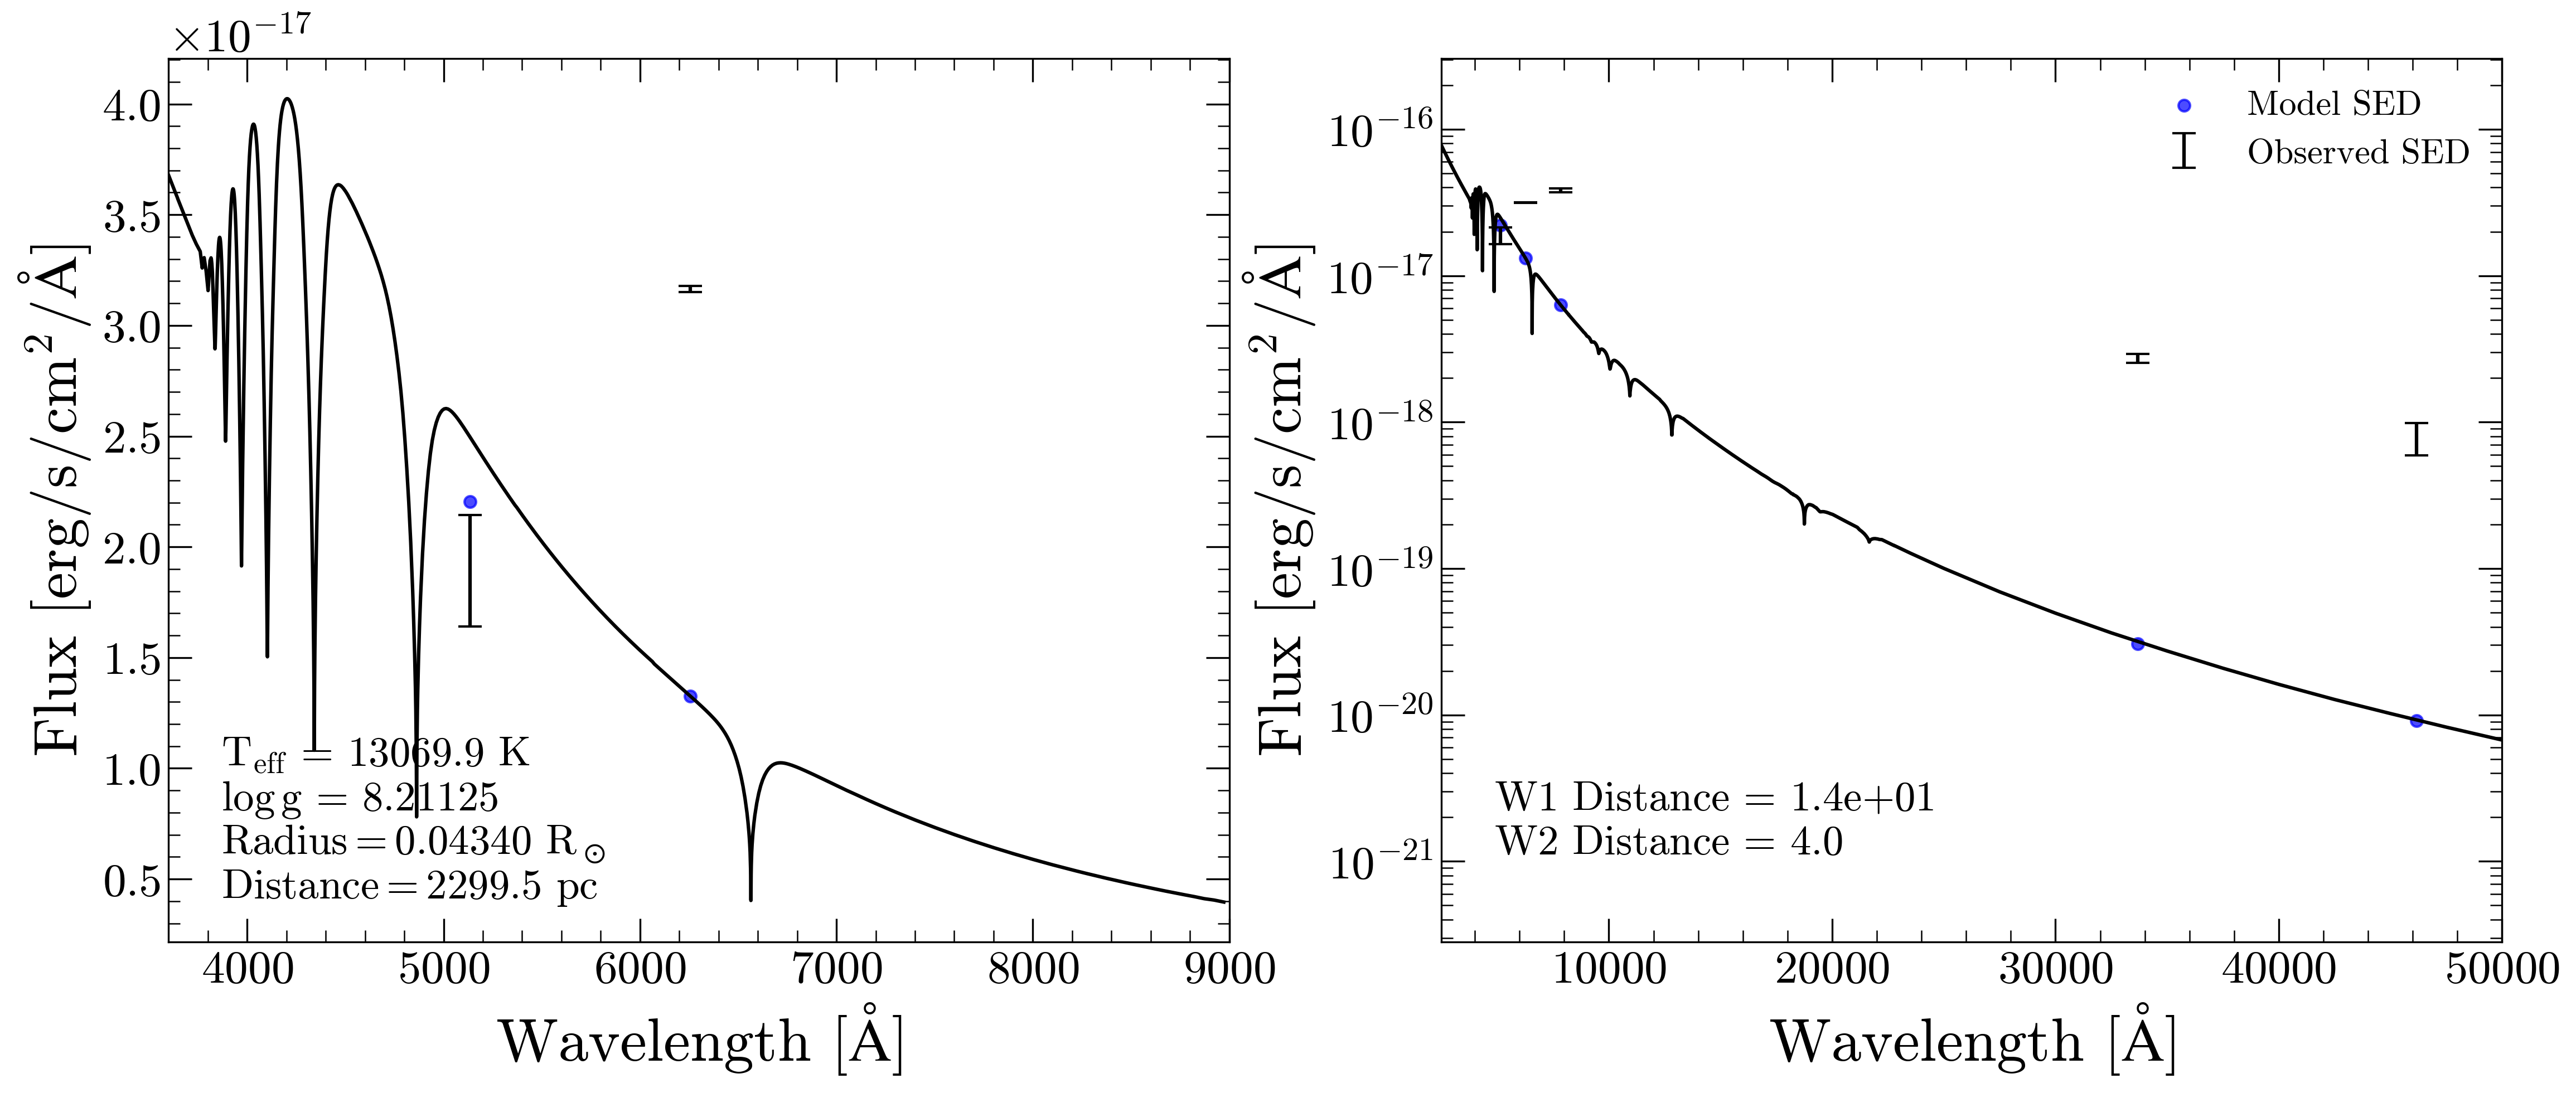 ×10⁻¹⁷
4.0
3.5
3.0
2.5
2.0
1.5
1.0
0.5
Flux [erg/s/cm²/Å]
T_eff = 13069.9 K
log g = 8.21125
Radius = 0.04340 R_⊙
Distance = 2299.5 pc
4000 5000 6000 7000 8000 9000
Wavelength [Å]
10⁻¹⁶
10⁻¹⁷
10⁻¹⁸
10⁻¹⁹
10⁻²⁰
10⁻²¹
Flux [erg/s/cm²/Å]
Model SED
Observed SED
W1 Distance = 1.4e+01
W2 Distance = 4.0
10000 20000 30000 40000 50000
Wavelength [Å]